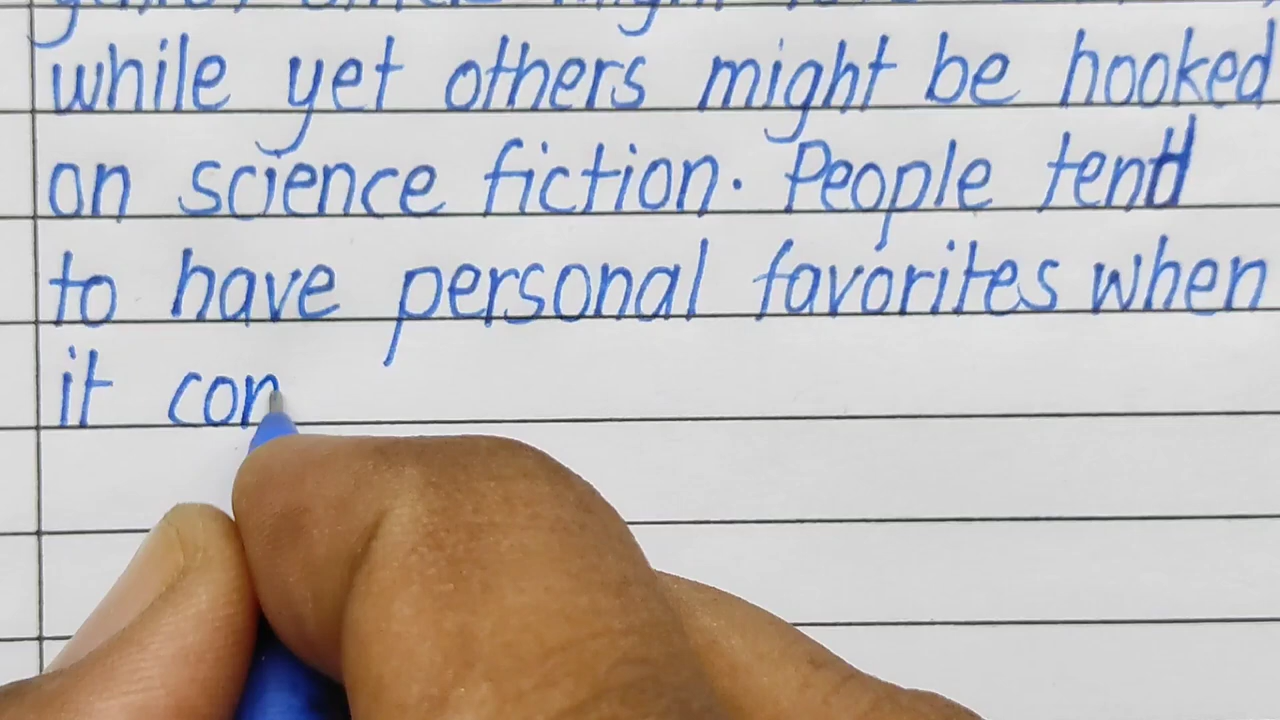 while yet others might be hooked
on science fiction. People tend
to have personal favorites when
it con